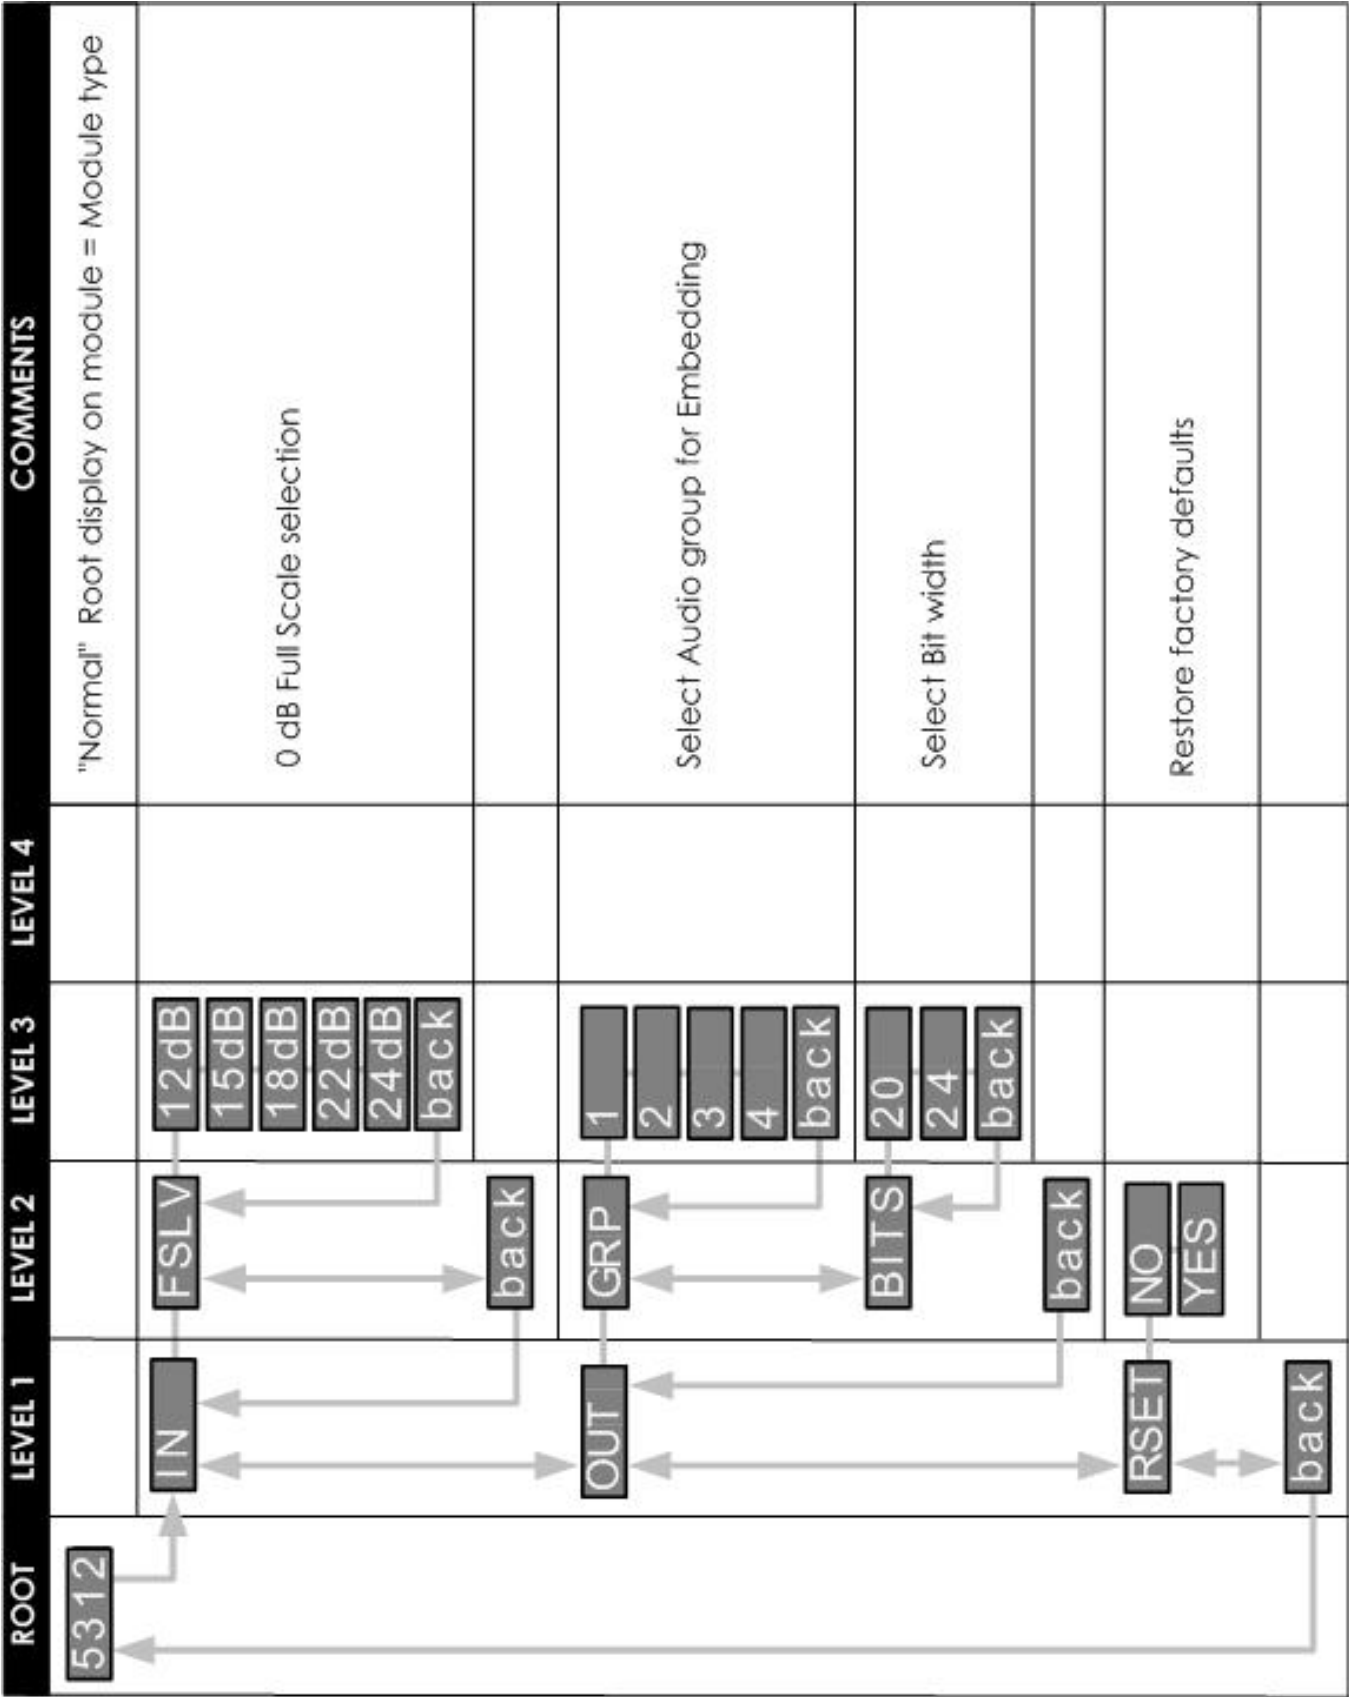 ROOT LEVEL 1 LEVEL 2 LEVEL 3 LEVEL 4 COMMENTS
5312 "Normal" Root display on module = Module type
IN FSLV 12dB
15dB
18dB 0 dB Full Scale selection
22dB
24dB
back
back
OUT GRP 1
2
3 Select Audio group for Embedding
4
back
BITS 20
24 Select Bit width
back
back
RSET NO Restore factory defaults
YES
back